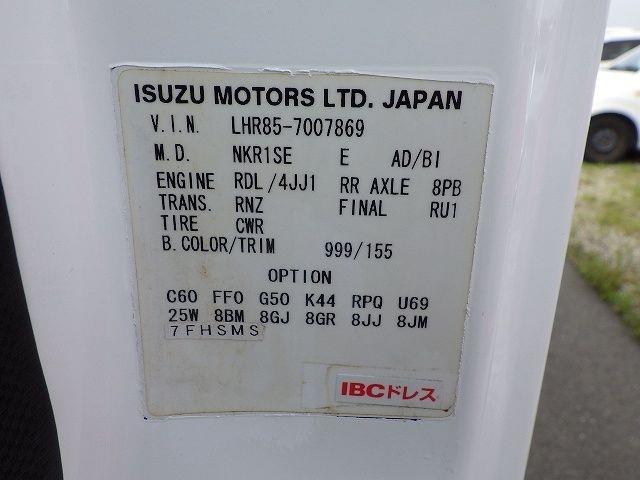 ISUZU MOTORS LTD. JAPAN
V.I.N. LHR85-7007869
M.D. NKR1SE E AD/BI
ENGINE RDL/4JJ1 RR AXLE 8PB
TRANS. RNZ FINAL RU1
TIRE CWR
B.COLOR/TRIM 999/155
OPTION
C60 FF0 G50 K44 RPQ U69
25W 8BM 8GJ 8GR 8JJ 8JM
7FHSMS
IBCドレス